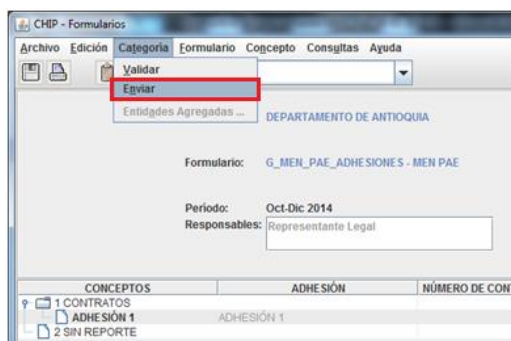 CHIP - Formularios
Archivo Edición Categoría Formulario Concepto Consultas Ayuda
Validar
Enviar
Entidades Agregadas ...
DEPARTAMENTO DE ANTIOQUIA
Formulario: G_MEN_PAE_ADHESIONES - MEN PAE
Periodo: Oct-Dic 2014
Responsables: Representante Legal
CONCEPTOS ADHESIÓN NÚMERO DE CON
1 CONTRATOS
ADHESIÓN 1 ADHESIÓN 1
2 SIN REPORTE